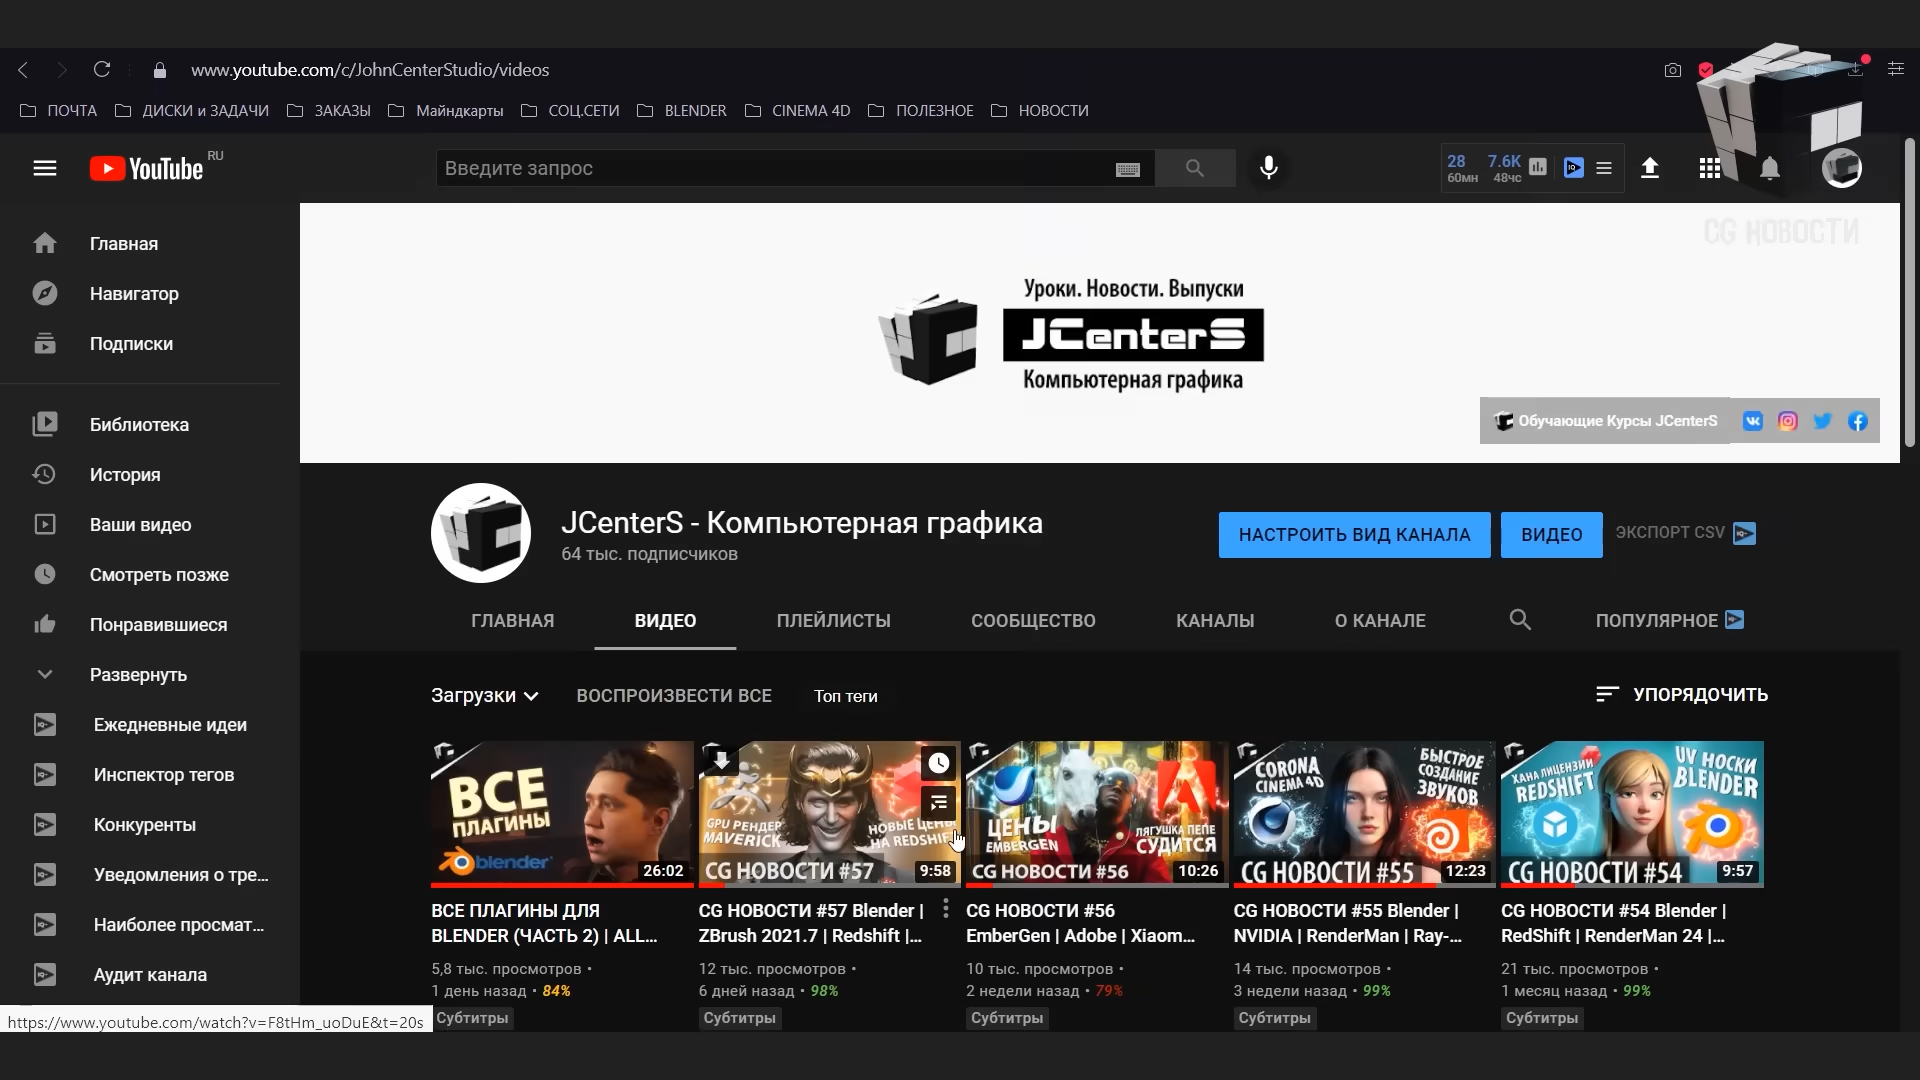 www.youtube.com/c/JohnCenterStudio/videos
ПОЧТА ДИСКИ и ЗАДАЧИ ЗАКАЗЫ Майндкарты СОЦ.СЕТИ BLENDER CINEMA 4D ПОЛЕЗНОЕ НОВОСТИ
YouTube RU
Введите запрос
28 7.6K
60мн 48чс
CG НОВОСТИ
Главная
Навигатор
Подписки
Библиотека
История
Ваши видео
Смотреть позже
Понравившиеся
Развернуть
Ежедневные идеи
Инспектор тегов
Конкуренты
Уведомления о тре...
Наиболее просмат...
Аудит канала
https://www.youtube.com/watch?v=F8tHm_uoDuE&t=20s
Уроки. Новости. Выпуски
JCenterS
Компьютерная графика
Обучающие Курсы JCenterS
JCenterS - Компьютерная графика
64 тыс. подписчиков
НАСТРОИТЬ ВИД КАНАЛА ВИДЕО ЭКСПОРТ CSV
ГЛАВНАЯ ВИДЕО ПЛЕЙЛИСТЫ СООБЩЕСТВО КАНАЛЫ О КАНАЛЕ ПОПУЛЯРНОЕ
Загрузки ВОСПРОИЗВЕСТИ ВСЕ Топ теги УПОРЯДОЧИТЬ
ВСЕ
ПЛАГИНЫ
blender
26:02
ВСЕ ПЛАГИНЫ ДЛЯ
BLENDER (ЧАСТЬ 2) | ALL...
5,8 тыс. просмотров •
1 день назад • 84%
Субтитры
GPU РЕНДЕР
MAVERICK
НОВЫЕ ЦЕНЫ
НА REDSHIFT
CG НОВОСТИ #57
9:58
CG НОВОСТИ #57 Blender |
ZBrush 2021.7 | Redshift |...
12 тыс. просмотров •
6 дней назад • 98%
Субтитры
ЦЕНЫ
EMBERGEN
ЛЯГУШКА ПЕПЕ
СУДИТСЯ
CG НОВОСТИ #56
10:26
CG НОВОСТИ #56
EmberGen | Adobe | Xiaom...
10 тыс. просмотров •
2 недели назад • 79%
Субтитры
CORONA
CINEMA 4D
БЫСТРОЕ
СОЗДАНИЕ
ЗВУКОВ
CG НОВОСТИ #55
12:23
CG НОВОСТИ #55 Blender |
NVIDIA | RenderMan | Ray-...
14 тыс. просмотров •
3 недели назад • 99%
Субтитры
ХАНА ЛИЦЕНЗИИ
REDSHIFT
UV НОСКИ
BLENDER
CG НОВОСТИ #54
9:57
CG НОВОСТИ #54 Blender |
RedShift | RenderMan 24 |...
21 тыс. просмотров •
1 месяц назад • 99%
Субтитры